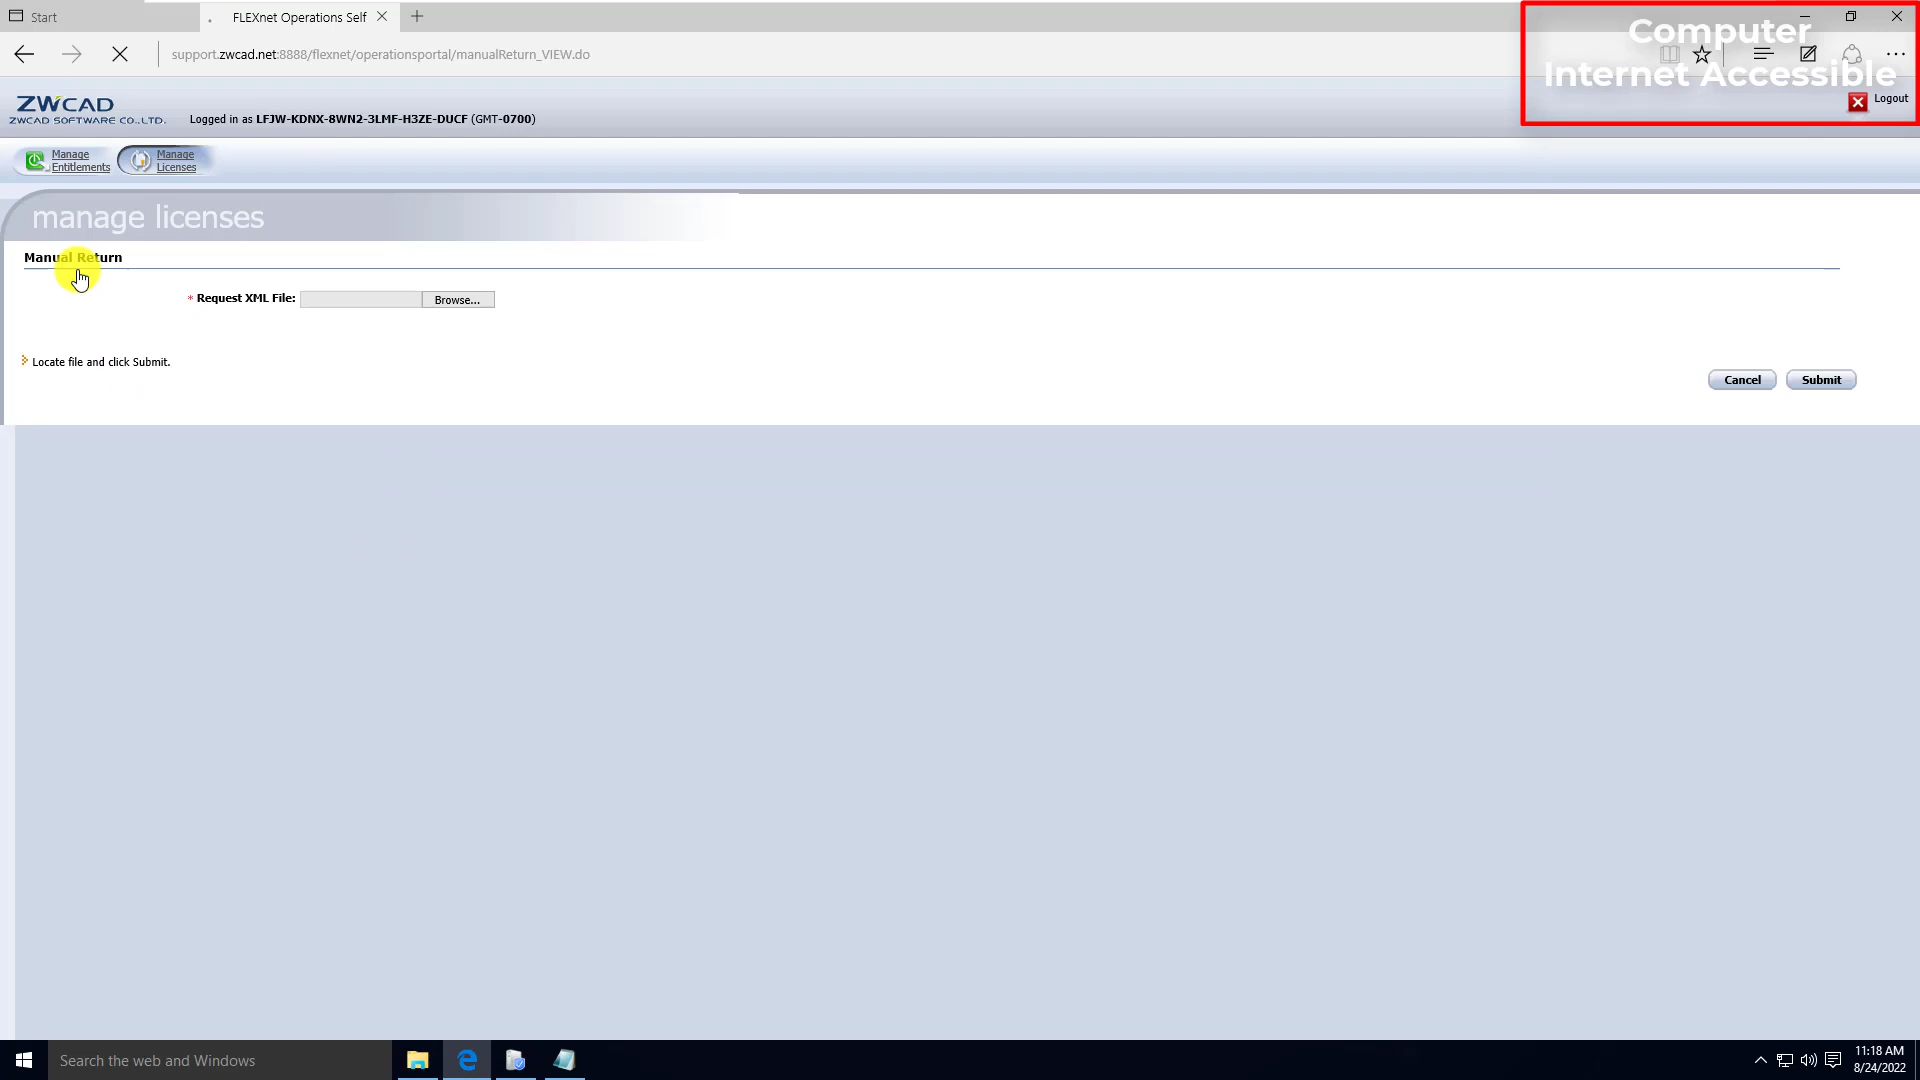 Start
FLEXnet Operations Self
Computer
Internet Accessible
support.zwcad.net:8888/flexnet/operationsportal/manualReturn_VIEW.do
ZWCAD
ZWCAD SOFTWARE CO.,LTD.
Logged in as LFJW-KDNX-8WN2-3LMF-H3ZE-DUCF (GMT-0700)
Logout
Manage
Entitlements
Manage
Licenses
manage licenses
Manual Return
* Request XML File:
Browse...
Locate file and click Submit.
Cancel
Submit
Search the web and Windows
11:18 AM
8/24/2022